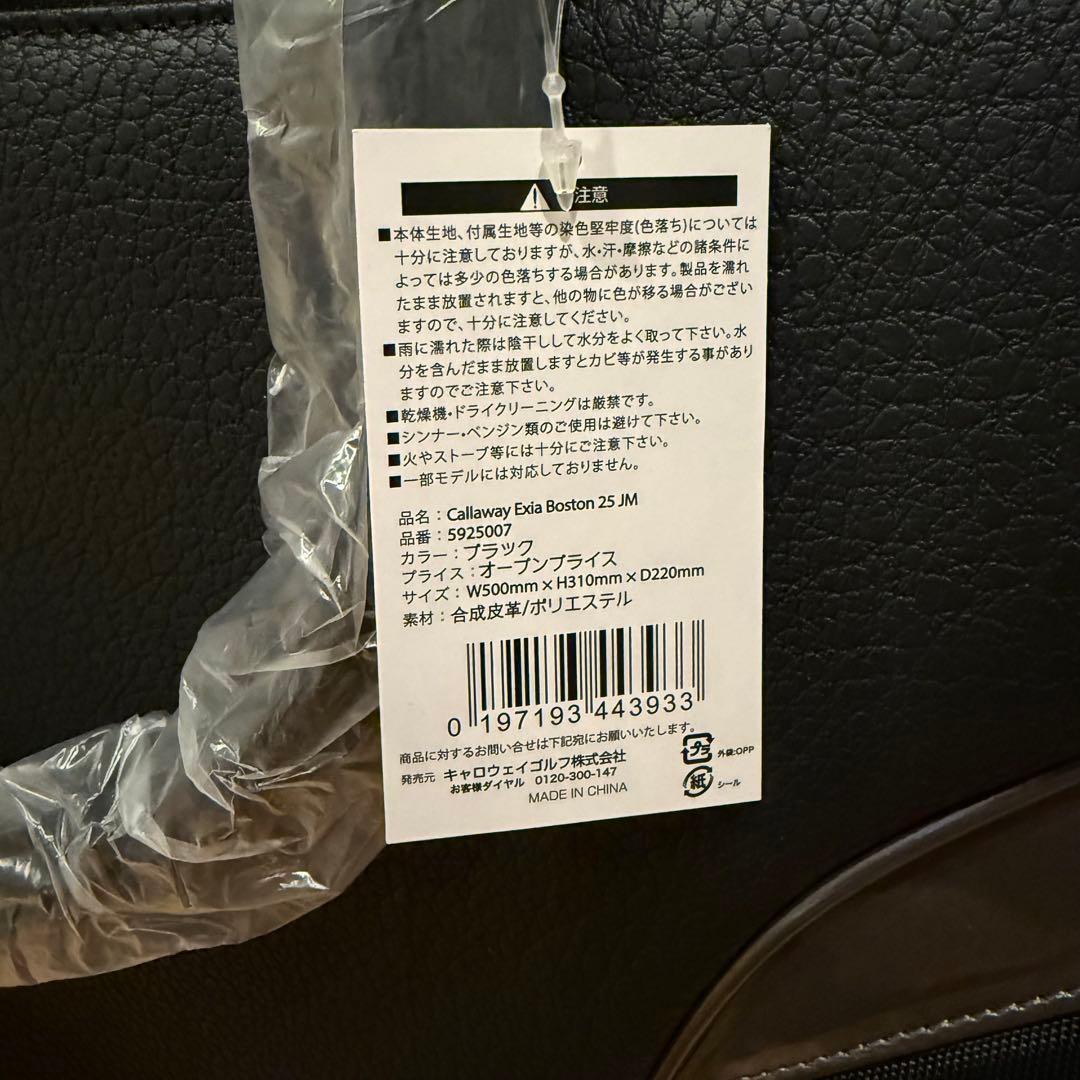 注意
■本体生地、付属生地等の染色堅牢度(色落ち)については
十分に注意しておりますが、水・汗・摩擦などの諸条件に
よっては多少の色落ちする場合があります。製品を濡れ
たまま放置されますと、他の物に色が移る場合がござい
ますので、十分に注意してください。
■雨に濡れた際は陰干しして水分をよく取って下さい。水
分を含んだまま放置しますとカビ等が発生する事があり
ますのでご注意下さい。
■乾燥機・ドライクリーニングは厳禁です。
■シンナー・ベンジン類のご使用は避けて下さい。
■火やストーブ等には十分にご注意下さい。
■一部モデルには対応しておりません。
品名：Callaway Exia Boston 25 JM
品番：5925007
カラー：ブラック
プライス：オープンプライス
サイズ：W500mm×H310mm×D220mm
素材：合成皮革/ポリエステル
0 197193 443933
商品に対するお問い合せは下記宛にお願いいたします。
発売元 キャロウェイゴルフ株式会社
お客様ダイヤル 0120-300-147
MADE IN CHINA
プラ 外袋:OPP
紙 シール